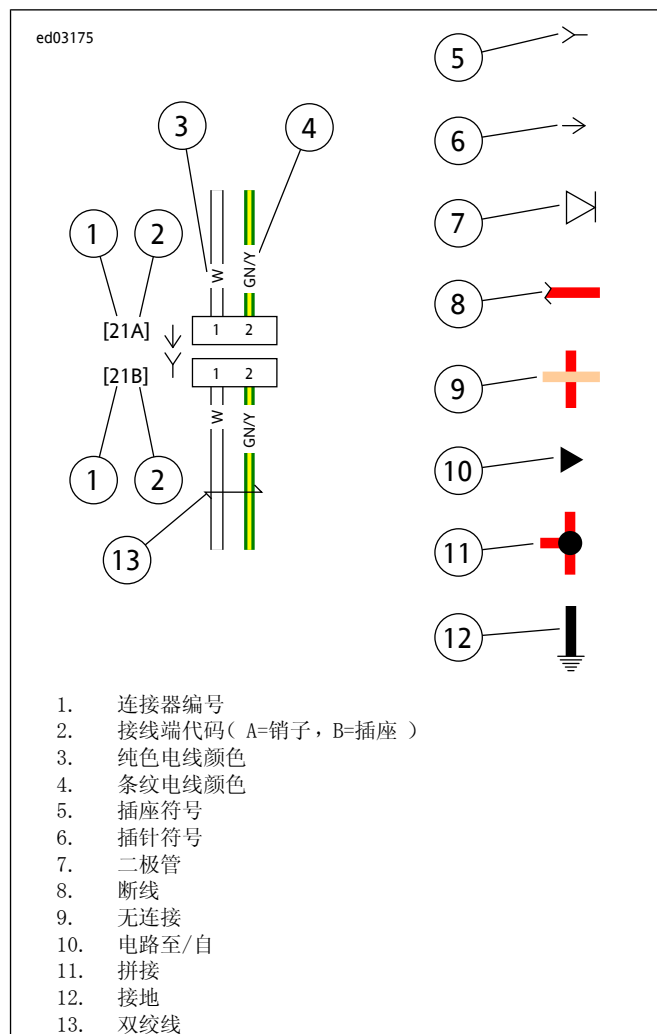 ed03175
5
3
4
6
1
2
7
W
GN/Y
[21A]
1 2
8
[21B]
1 2
9
W
GN/Y
1
2
10
13
11
12
1. 连接器编号
2. 接线端代码( A=销子，B=插座 )
3. 纯色电线颜色
4. 条纹电线颜色
5. 插座符号
6. 插针符号
7. 二极管
8. 断线
9. 无连接
10. 电路至/自
11. 拼接
12. 接地
13. 双绞线